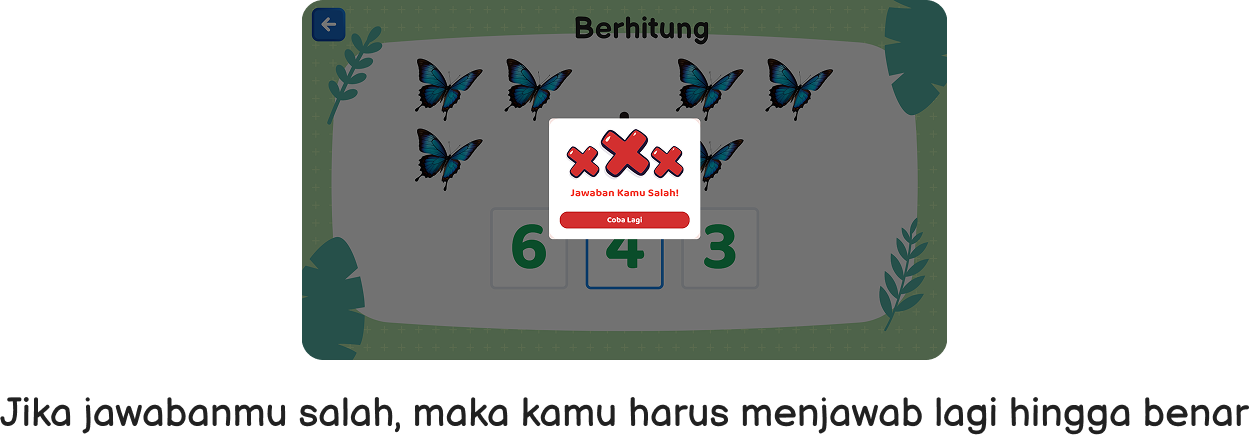 Berhitung
Jawaban Kamu Salah!
Coba Lagi
6 4 3
Jika jawabanmu salah, maka kamu harus menjawab lagi hingga benar